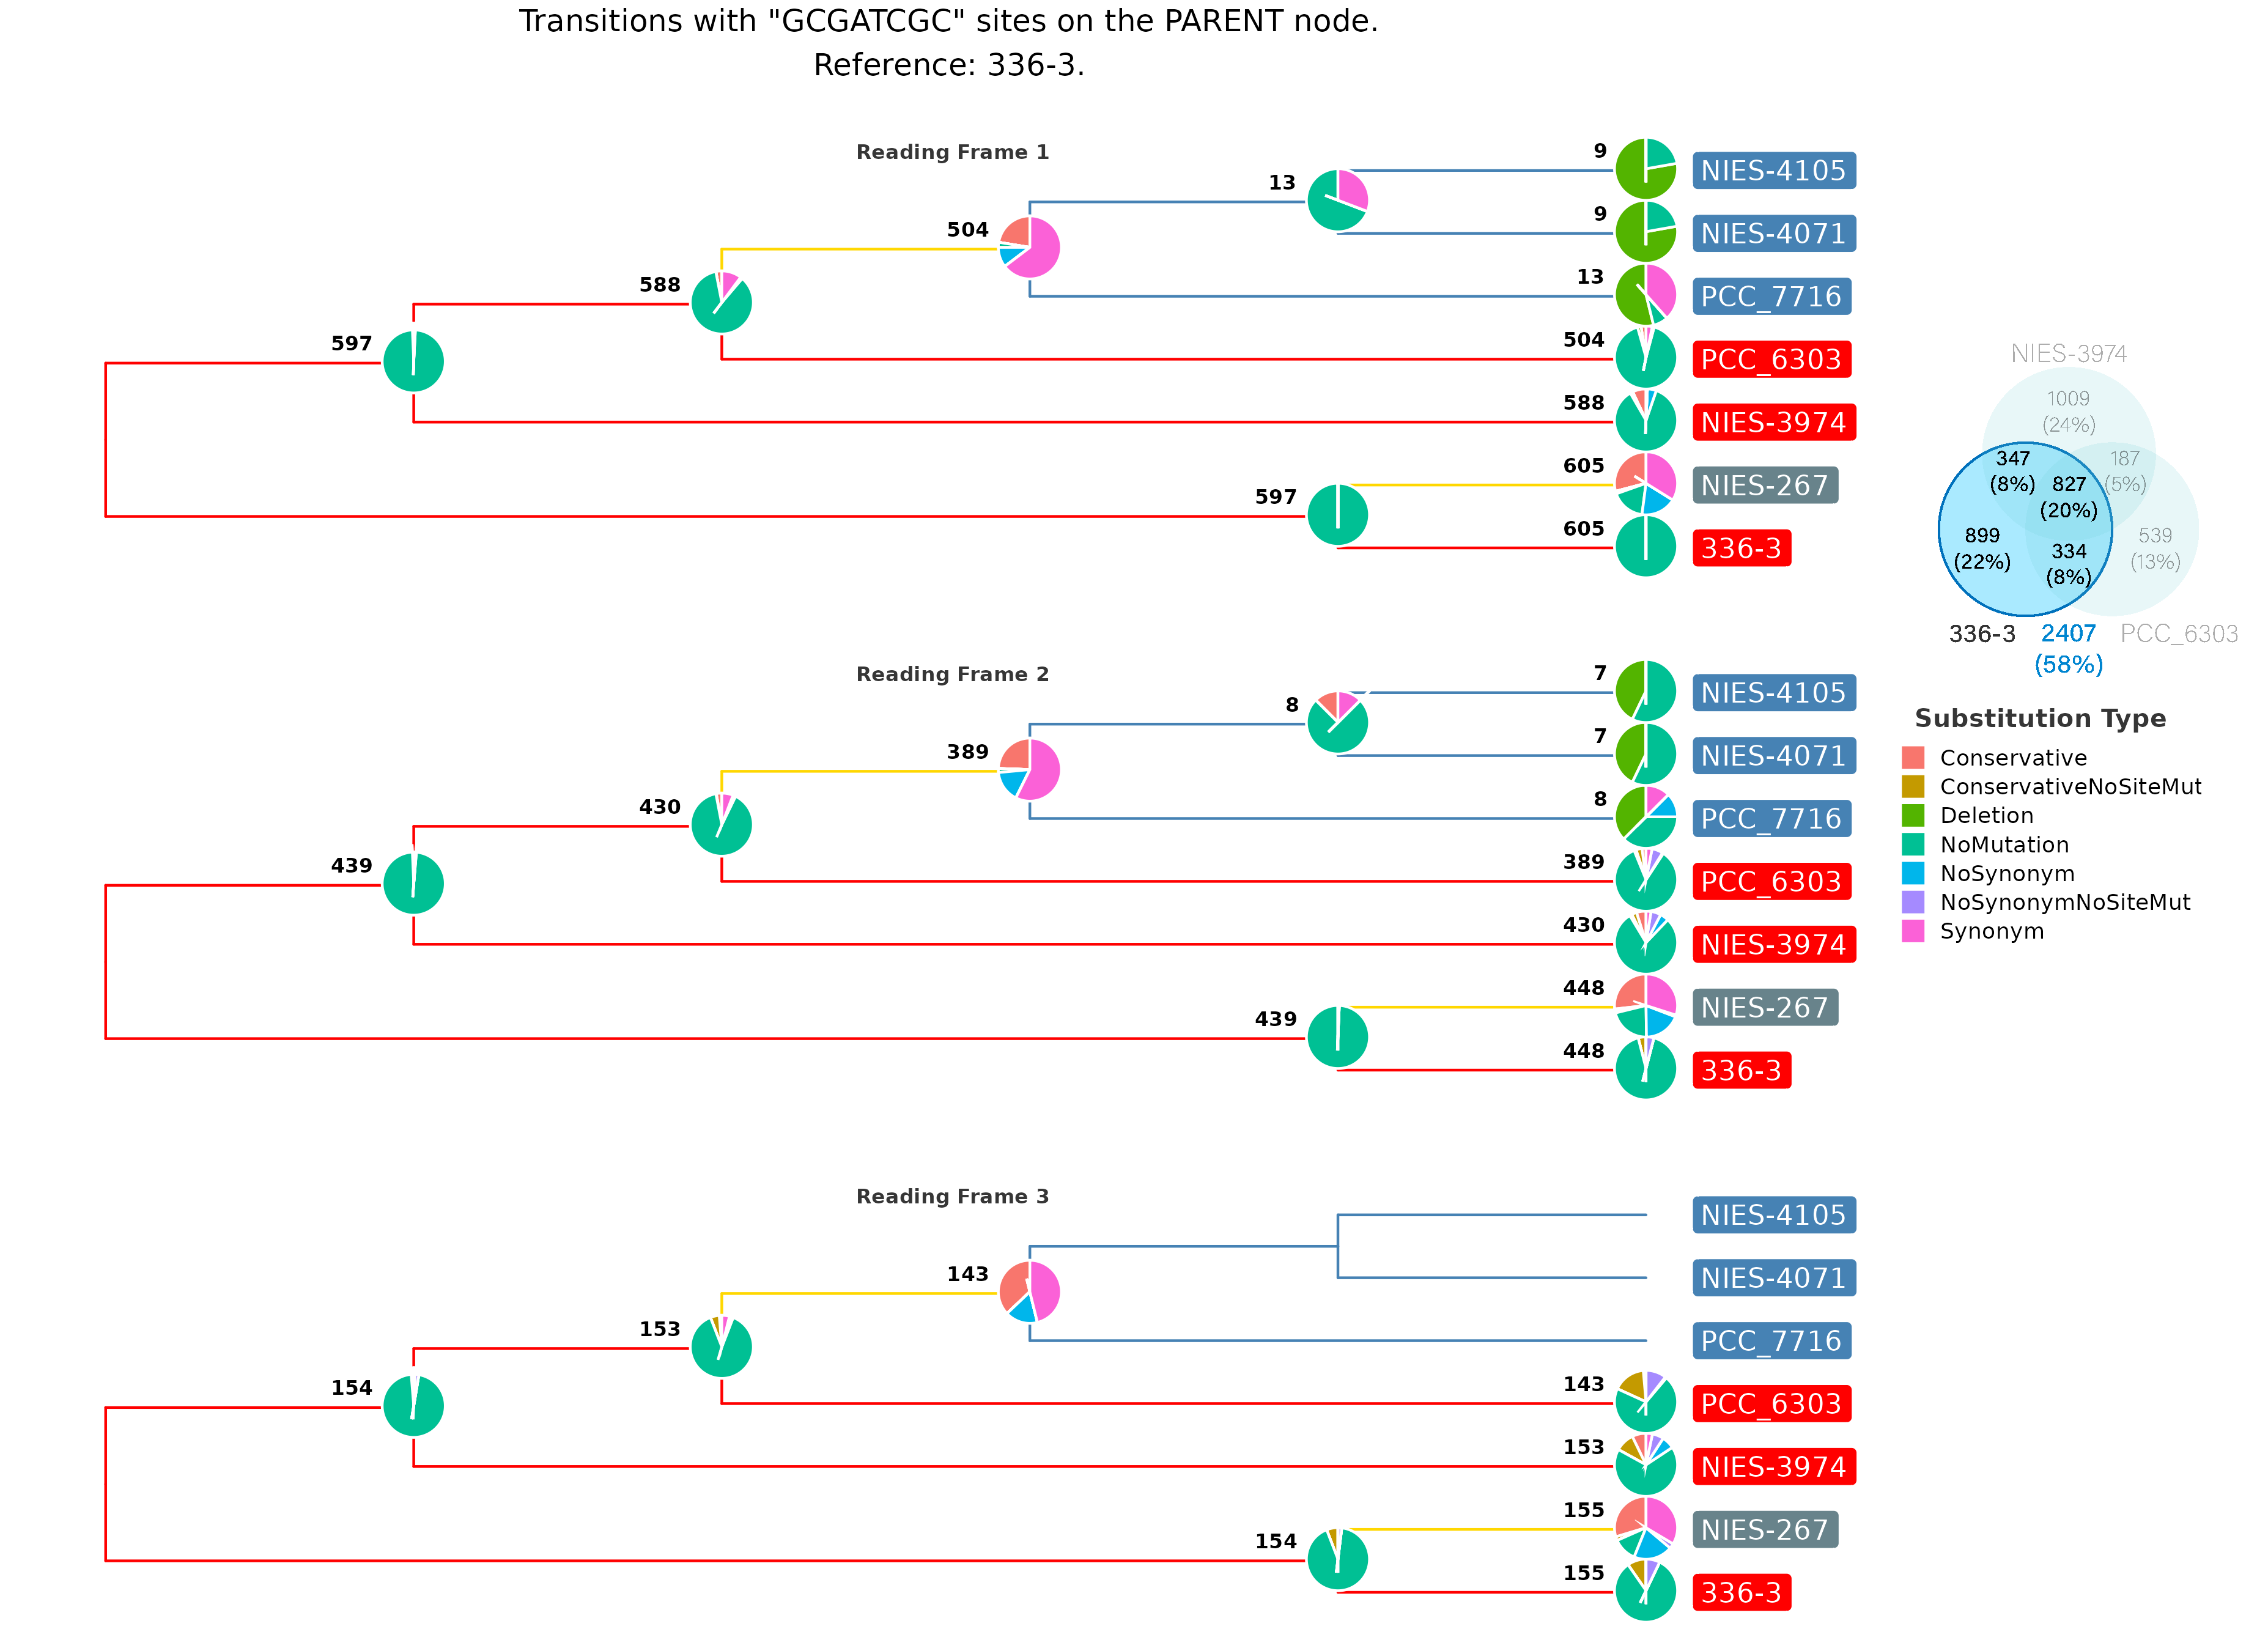 Transitions with "GCGATCGC" sites on the PARENT node.
Reference: 336-3.
Reading Frame 1
9
NIES-4105
13
9
NIES-4071
504
13
PCC_7716
588
504
PCC_6303
597
588
NIES-3974
605
NIES-267
597
605
336-3
Reading Frame 2
7
NIES-4105
8
7
NIES-4071
389
8
PCC_7716
430
389
PCC_6303
439
430
NIES-3974
448
NIES-267
439
448
336-3
Reading Frame 3
NIES-4105
NIES-4071
143
PCC_7716
153
143
PCC_6303
154
153
NIES-3974
155
NIES-267
154
155
336-3
NIES-3974
1009
(24%)
347
(8%)
187
(5%)
827
(20%)
899
(22%)
334
(8%)
539
(13%)
336-3
2407
(58%)
PCC_6303
Substitution Type
Conservative
ConservativeNoSiteMut
Deletion
NoMutation
NoSynonym
NoSynonymNoSiteMut
Synonym